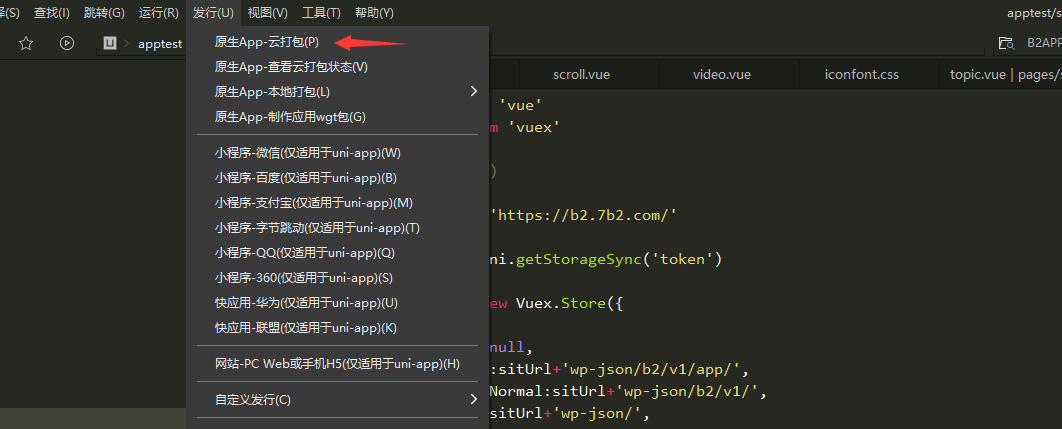 择(S) 查找(I) 跳转(G) 运行(R) 发行(U) 视图(V) 工具(T) 帮助(Y) apptest/s
U apptest B2APP
原生App-云打包(P)
原生App-查看云打包状态(V)
原生App-本地打包(L)
原生App-制作应用wgt包(G)
小程序-微信(仅适用于uni-app)(W)
小程序-百度(仅适用于uni-app)(B)
小程序-支付宝(仅适用于uni-app)(M)
小程序-字节跳动(仅适用于uni-app)(T)
小程序-QQ(仅适用于uni-app)(Q)
小程序-360(仅适用于uni-app)(S)
快应用-华为(仅适用于uni-app)(U)
快应用-联盟(仅适用于uni-app)(K)
网站-PC Web或手机H5(仅适用于uni-app)(H)
自定义发行(C)
scroll.vue video.vue iconfont.css topic.vue | pages/s
'vue'
m 'vuex'
)
'https://b2.7b2.com/'
ni.getStorageSync('token')
ew Vuex.Store({
null,
:sitUrl+'wp-json/b2/v1/app/',
Normal:sitUrl+'wp-json/b2/v1/',
sitUrl+'wp-json/',